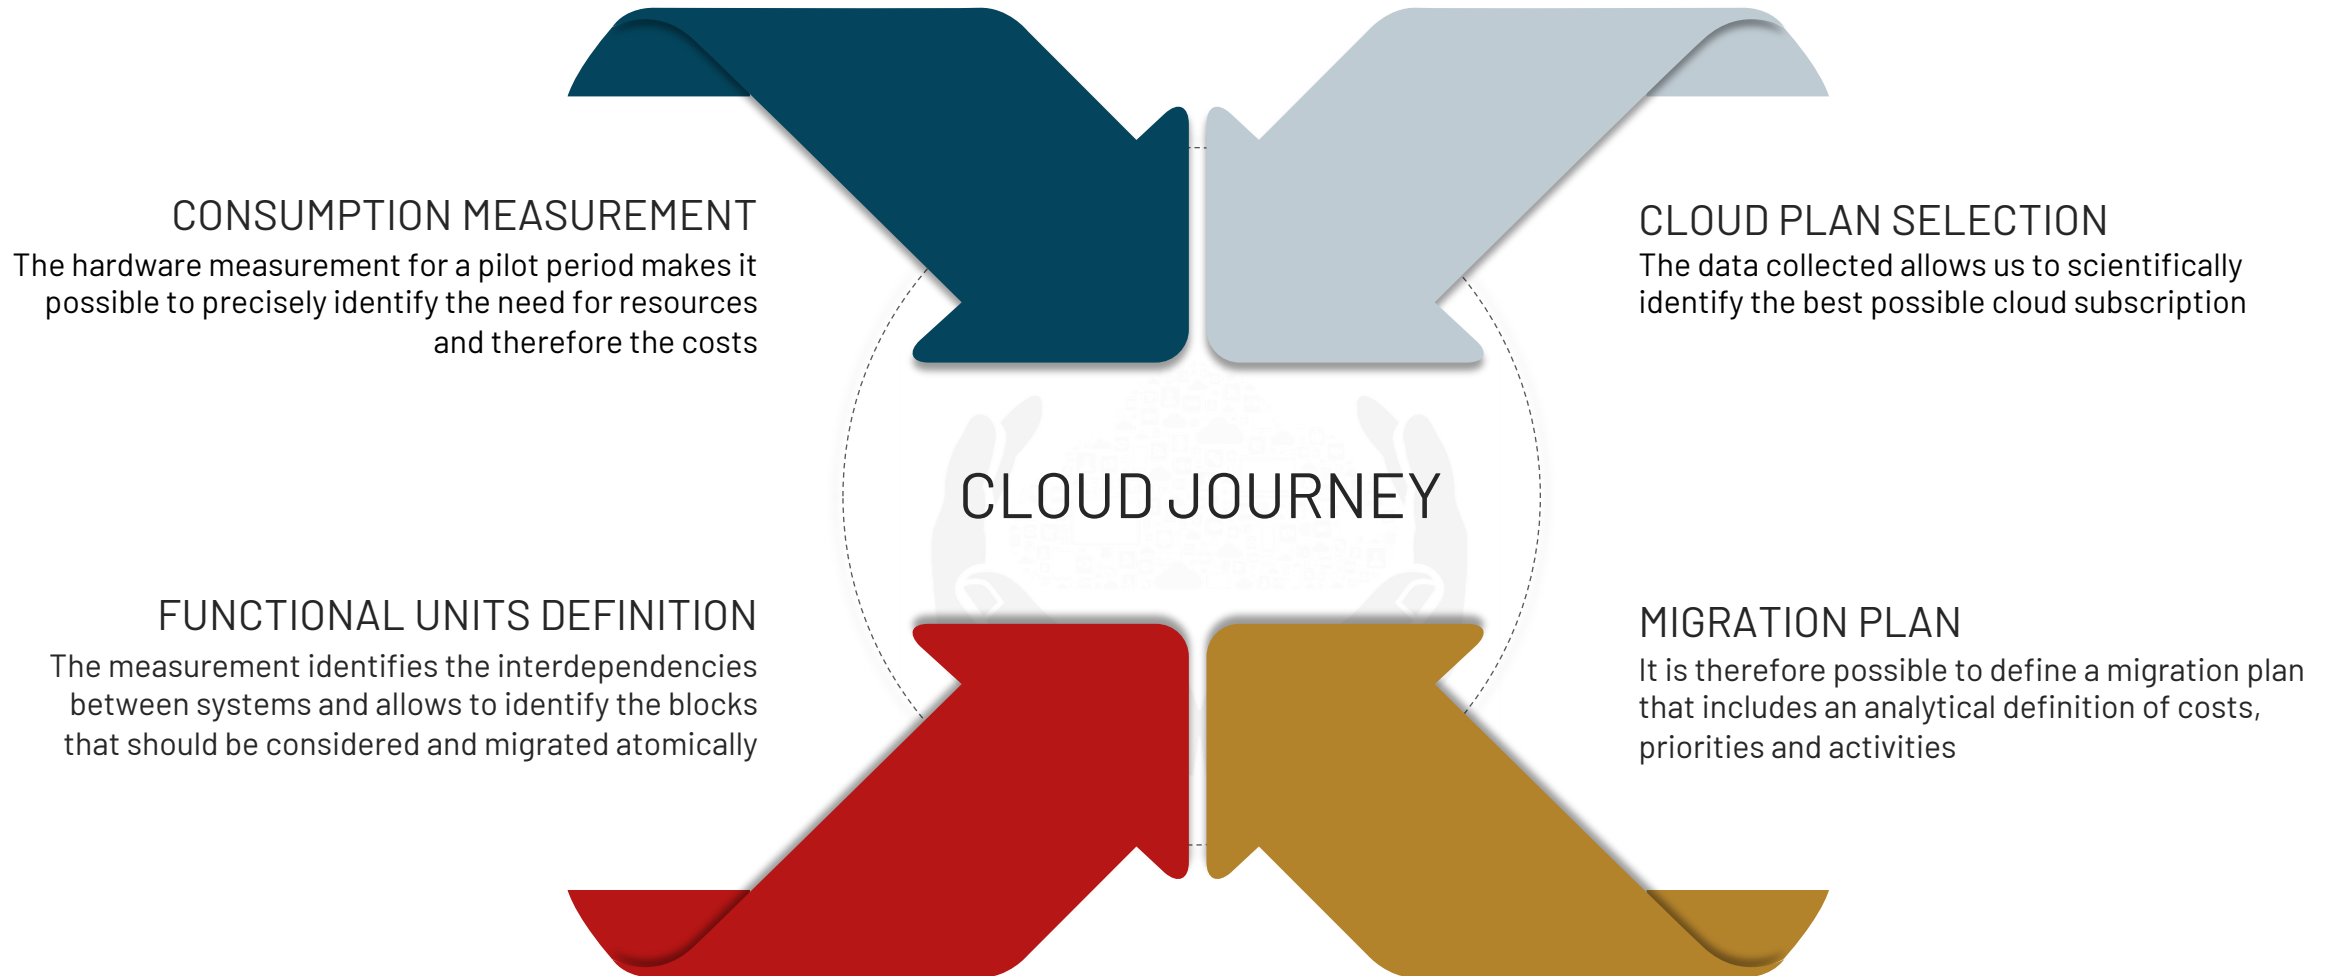 CONSUMPTION MEASUREMENT
The hardware measurement for a pilot period makes it
possible to precisely identify the need for resources
and therefore the costs
CLOUD PLAN SELECTION
The data collected allows us to scientifically
identify the best possible cloud subscription
CLOUD JOURNEY
FUNCTIONAL UNITS DEFINITION
The measurement identifies the interdependencies
between systems and allows to identify the blocks
that should be considered and migrated atomically
MIGRATION PLAN
It is therefore possible to define a migration plan
that includes an analytical definition of costs,
priorities and activities